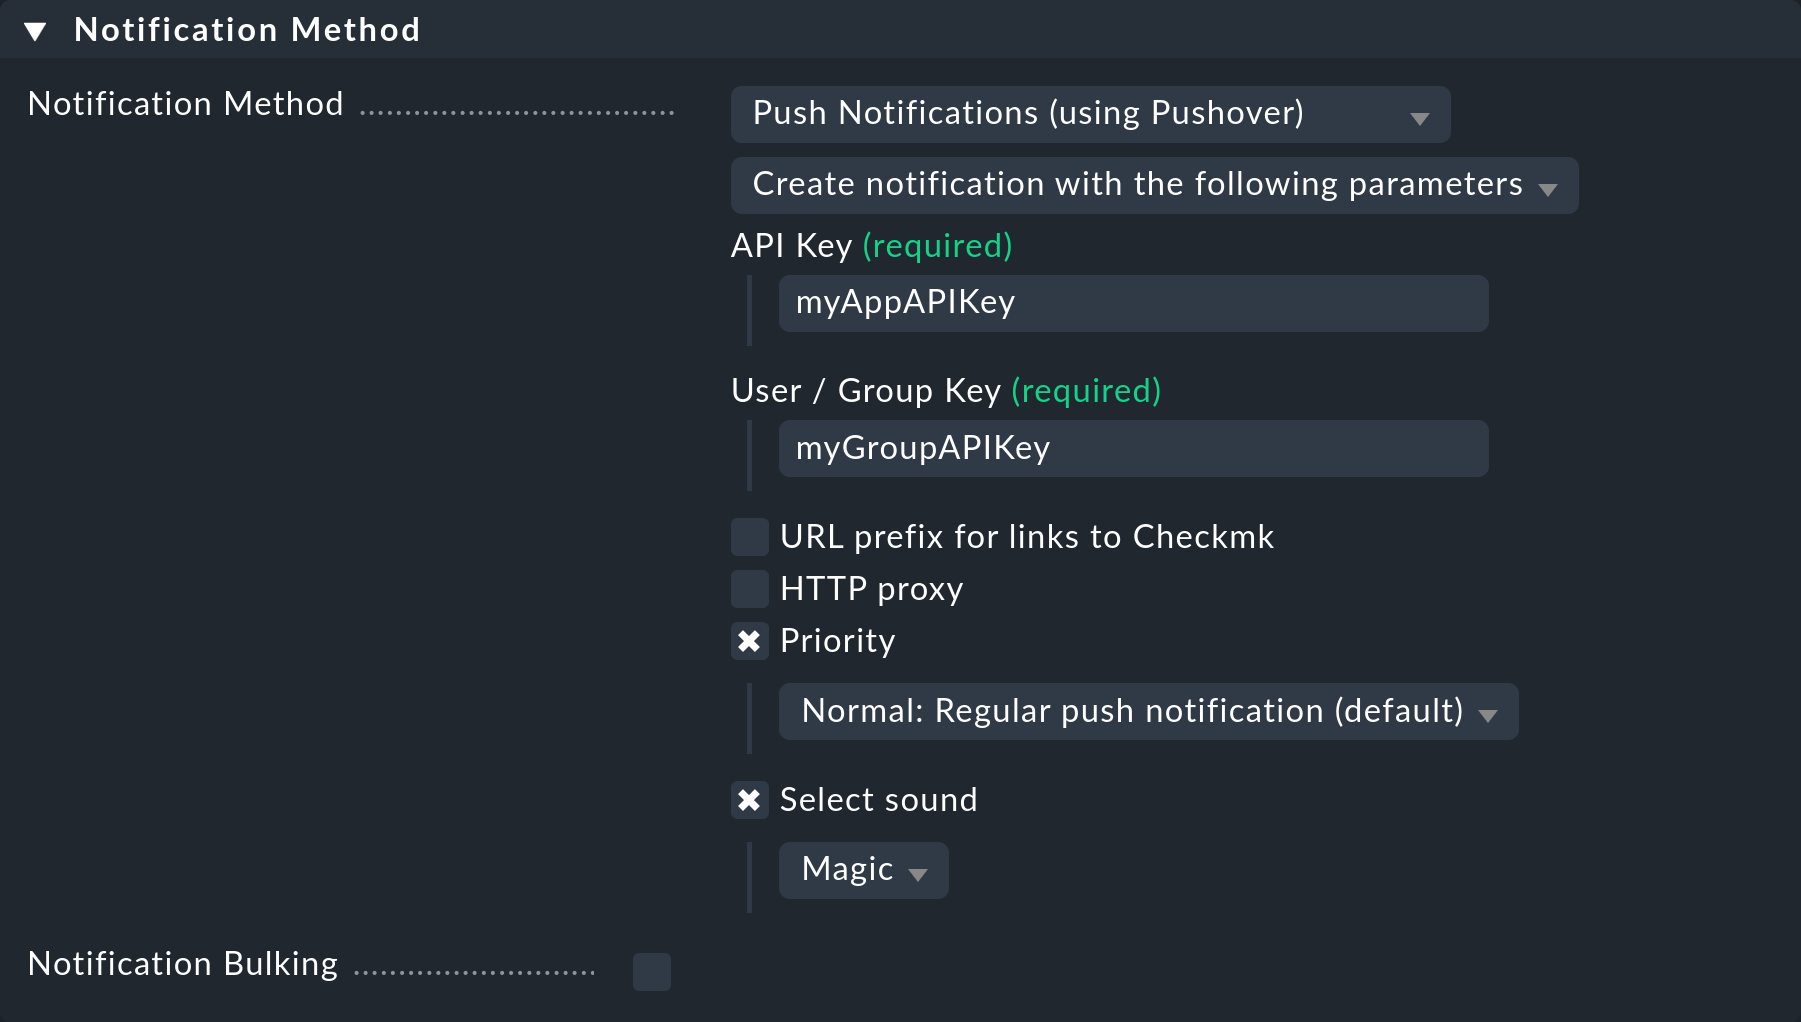 Notification Method
Notification Method
Push Notifications (using Pushover)
Create notification with the following parameters
API Key (required)
myAppAPIKey
User / Group Key (required)
myGroupAPIKey
URL prefix for links to Checkmk
HTTP proxy
Priority
Normal: Regular push notification (default)
Select sound
Magic
Notification Bulking